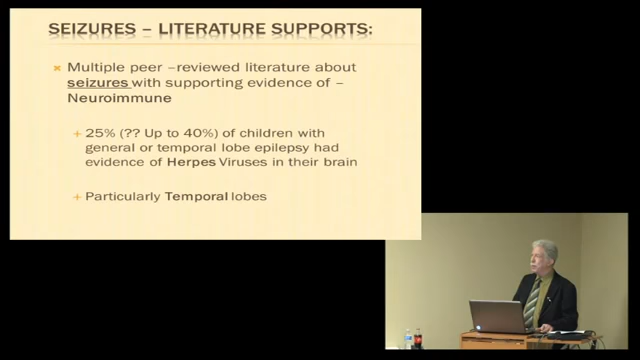 SEIZURES – LITERATURE SUPPORTS:
Multiple peer –reviewed literature about
seizures with supporting evidence of –
Neuroimmune
25% (?? Up to 40%) of children with
general or temporal lobe epilepsy had
evidence of Herpes Viruses in their brain
Particularly Temporal lobes